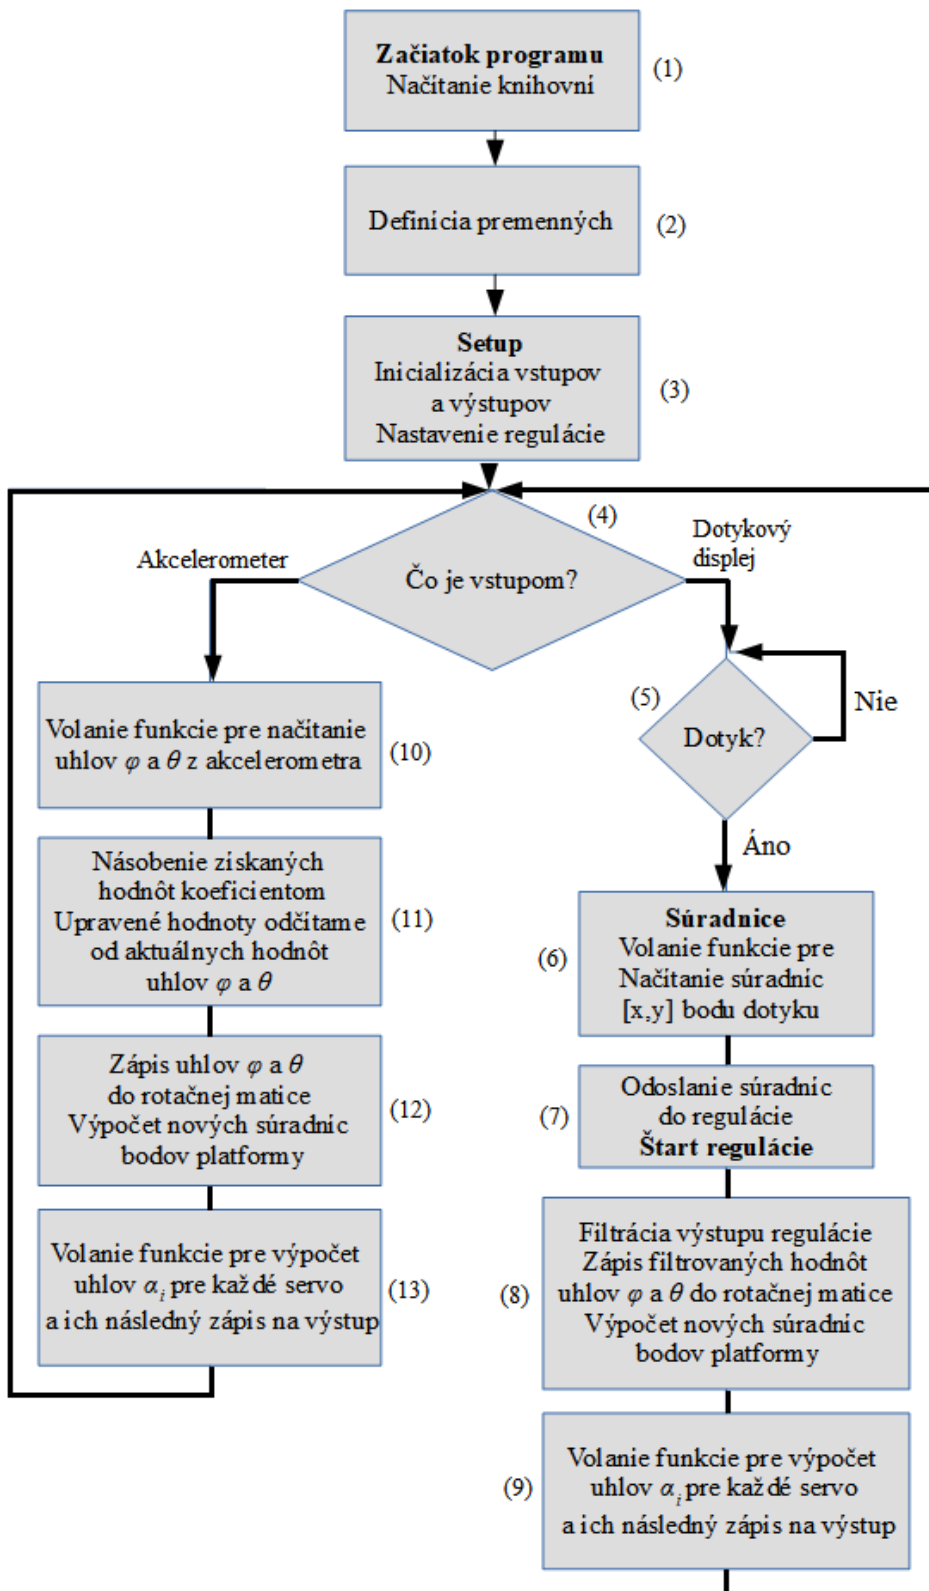 Začiatok programu
Načítanie knihovní
(1)
Definícia premenných
(2)
Setup
Inicializácia vstupov
a výstupov
Nastavenie regulácie
(3)
(4)
Čo je vstupom?
Akcelerometer
Dotykový
displej
(5)
Dotyk?
Nie
Áno
Súradnice
Volanie funkcie pre
Načítanie súradníc
[x,y] bodu dotyku
(6)
Odoslanie súradníc
do regulácie
Štart regulácie
(7)
Filtrácia výstupu regulácie
Zápis filtrovaných hodnôt
uhlov φ a θ do rotačnej matice
Výpočet nových súradníc
bodov platformy
(8)
Volanie funkcie pre výpočet
uhlov αi pre každé servo
a ich následný zápis na výstup
(9)
Volanie funkcie pre načítanie
uhlov φ a θ z akcelerometra
(10)
Násobenie získaných
hodnôt koeficientom
Upravené hodnoty odčítame
od aktuálnych hodnôt
uhlov φ a θ
(11)
Zápis uhlov φ a θ
do rotačnej matice
Výpočet nových súradníc
bodov platformy
(12)
Volanie funkcie pre výpočet
uhlov αi pre každé servo
a ich následný zápis na výstup
(13)